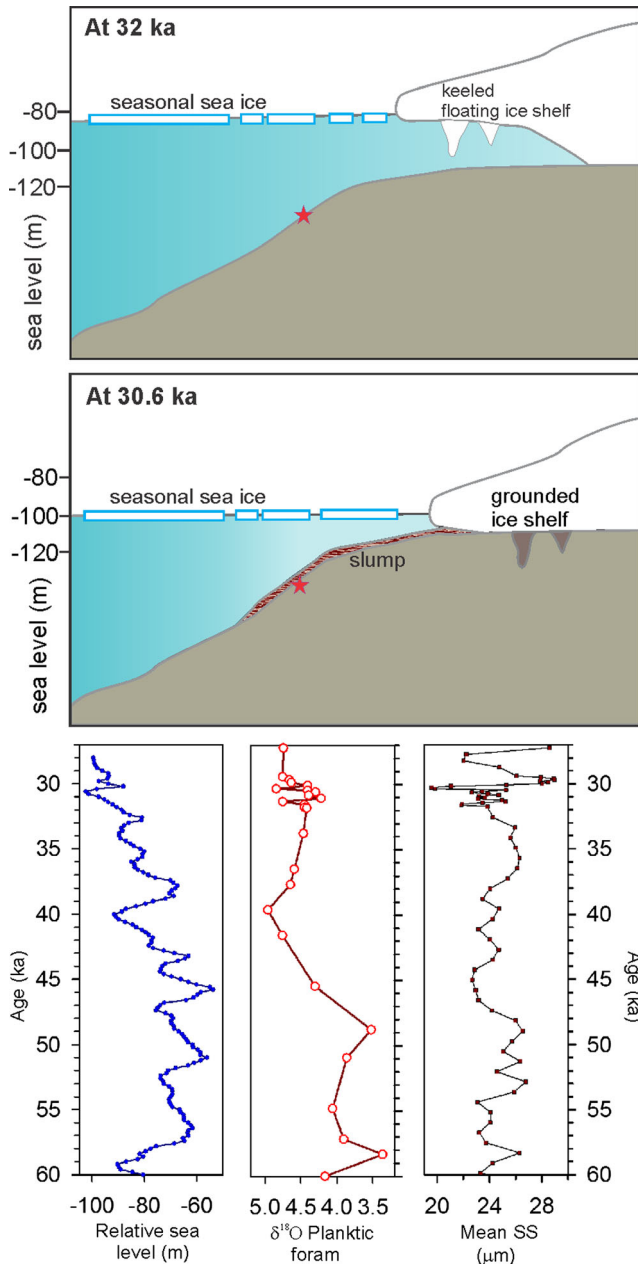 At 32 ka
seasonal sea ice
keeled
floating ice shelf
-80
-100
-120
sea level (m)
At 30.6 ka
seasonal sea ice
grounded
ice shelf
slump
-80
-100
-120
sea level (m)
30
35
40
45
50
55
60
Age (ka)
-100 -80 -60
Relative sea
level (m)
5.0 4.5 4.0 3.5
δ¹⁸O Planktic
foram
30
35
40
45
50
55
60
Age (ka)
20 24 28
Mean SS
(μm)